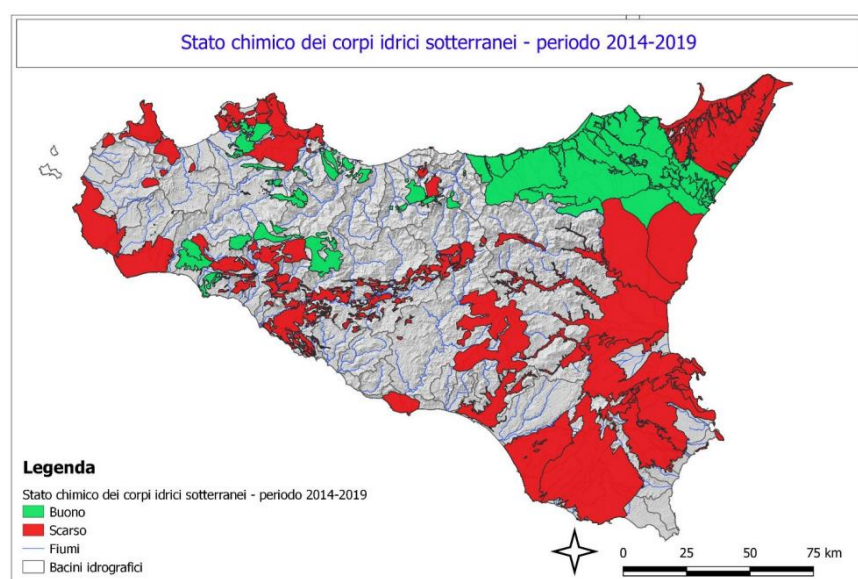 Stato chimico dei corpi idrici sotterranei - periodo 2014-2019
Legenda
Stato chimico dei corpi idrici sotterranei - periodo 2014-2019
Buono
Scarso
Fiumi
Bacini idrografici
0 25 50 75 km